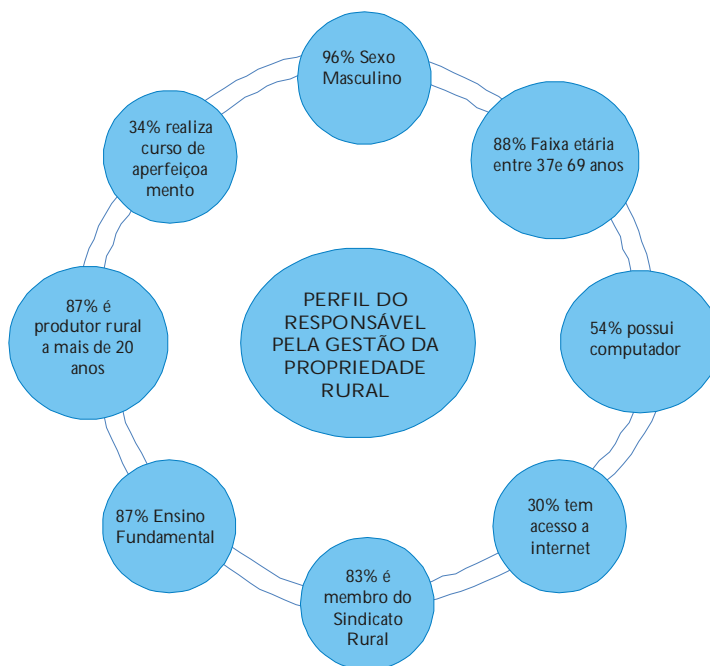 96% Sexo
Masculino
88% Faixa etária
entre 37e 69 anos
54% possui
computador
30% tem
acesso a
internet
83% é
membro do
Sindicato
Rural
87% Ensino
Fundamental
87% é
produtor rural
a mais de 20
anos
34% realiza
curso de
aperfeiçoa
mento
PERFIL DO
RESPONSÁVEL
PELA GESTÃO DA
PROPRIEDADE
RURAL